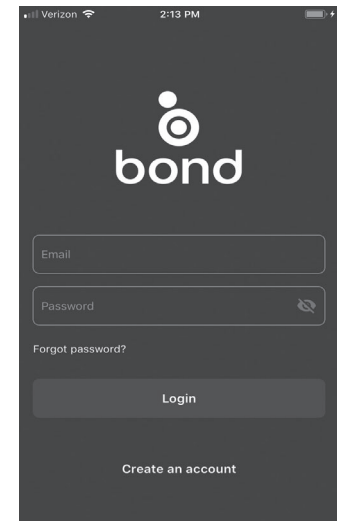 Verizon 2:13 PM
bond
Email
Password
Forgot password?
Login
Create an account